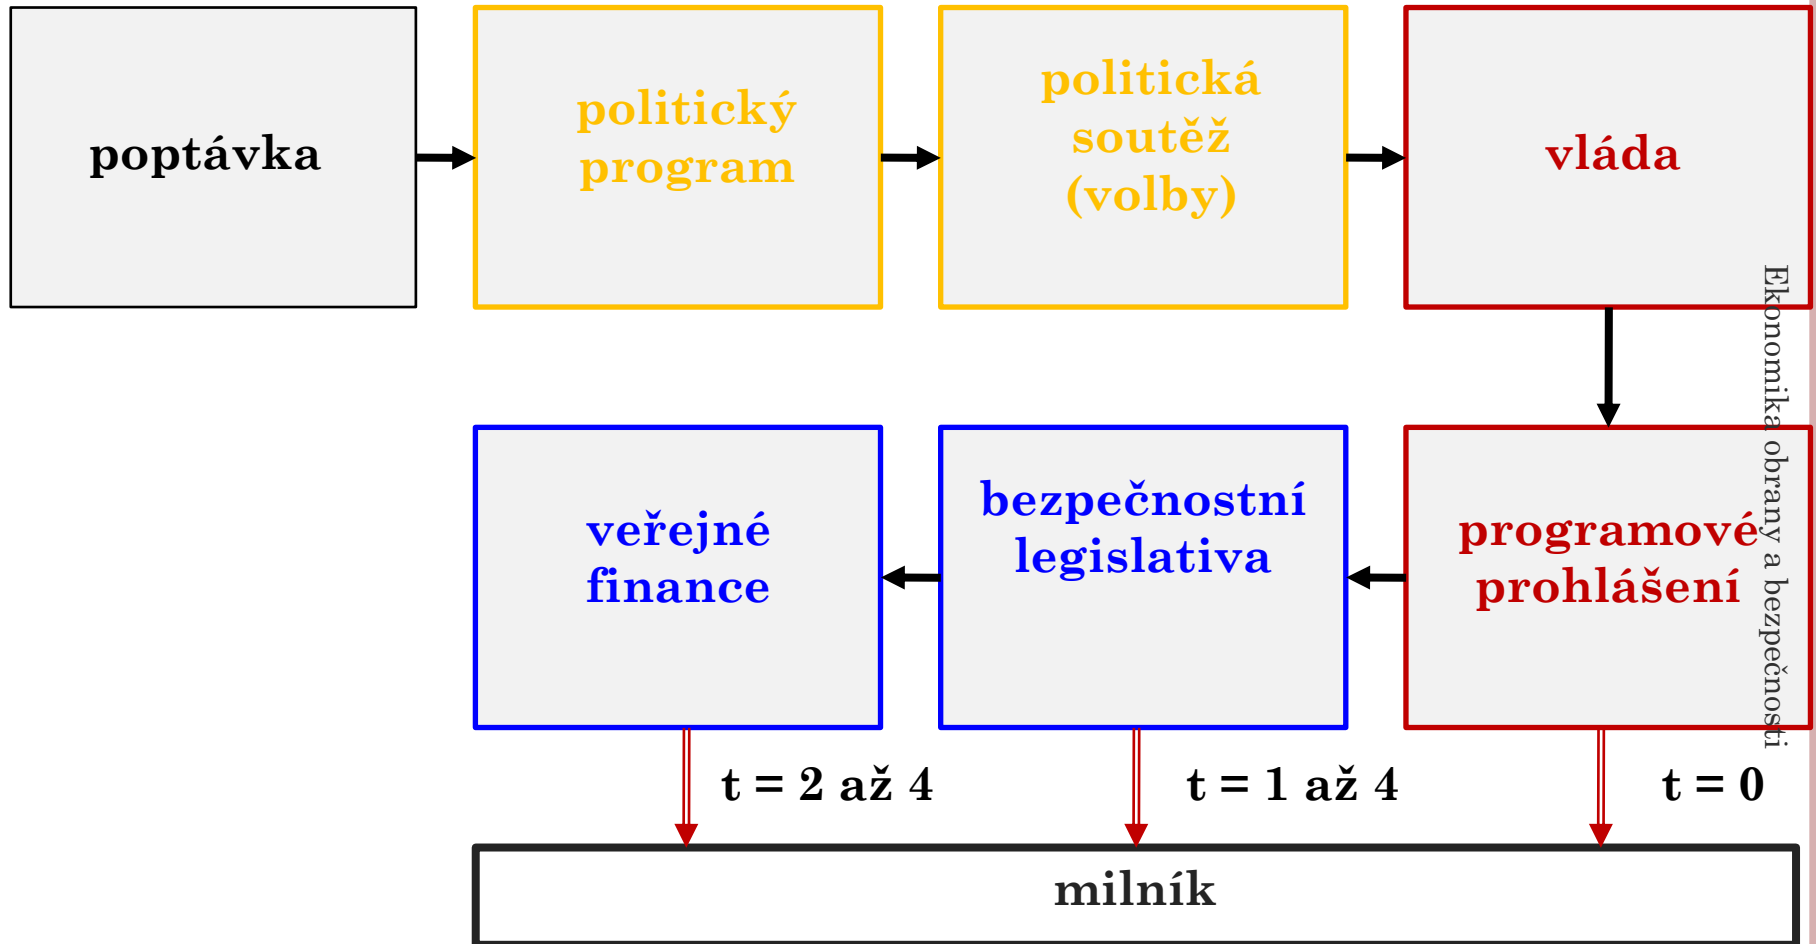 poptávka
politický
program
politická
soutěž
(volby)
vláda
veřejné
finance
bezpečnostní
legislativa
programové
prohlášení
t = 2 až 4
t = 1 až 4
t = 0
milník
Ekonomika obrany a bezpečnosti